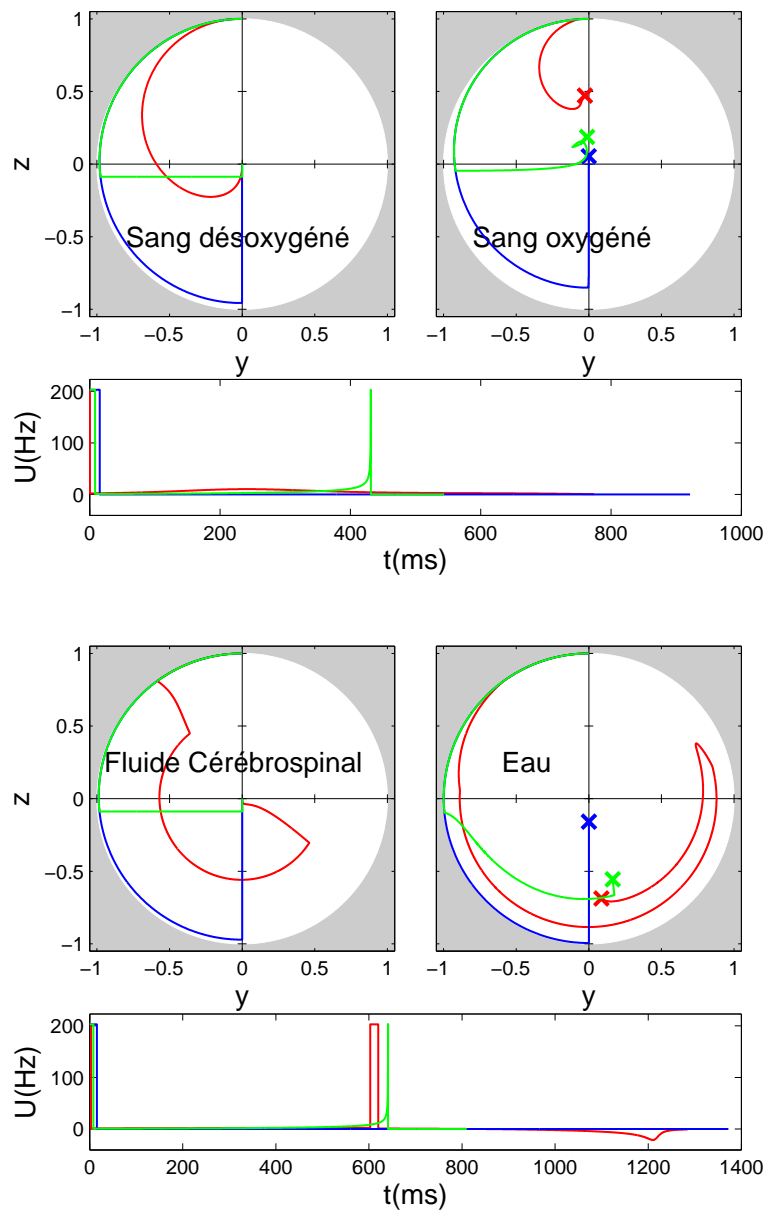 1
0.5
0
−0.5
−1
z
Sang désoxygéné
−1 −0.5 0 0.5 1
y
Sang oxygéné
−1 −0.5 0 0.5 1
y
200
100
0
U(Hz)
0 200 400 600 800 1000
t(ms)
1
0.5
0
−0.5
−1
z
Fluide Cérébrospinal
−1 −0.5 0 0.5 1
y
Eau
−1 −0.5 0 0.5 1
y
200
100
0
U(Hz)
0 200 400 600 800 1000 1200 1400
t(ms)